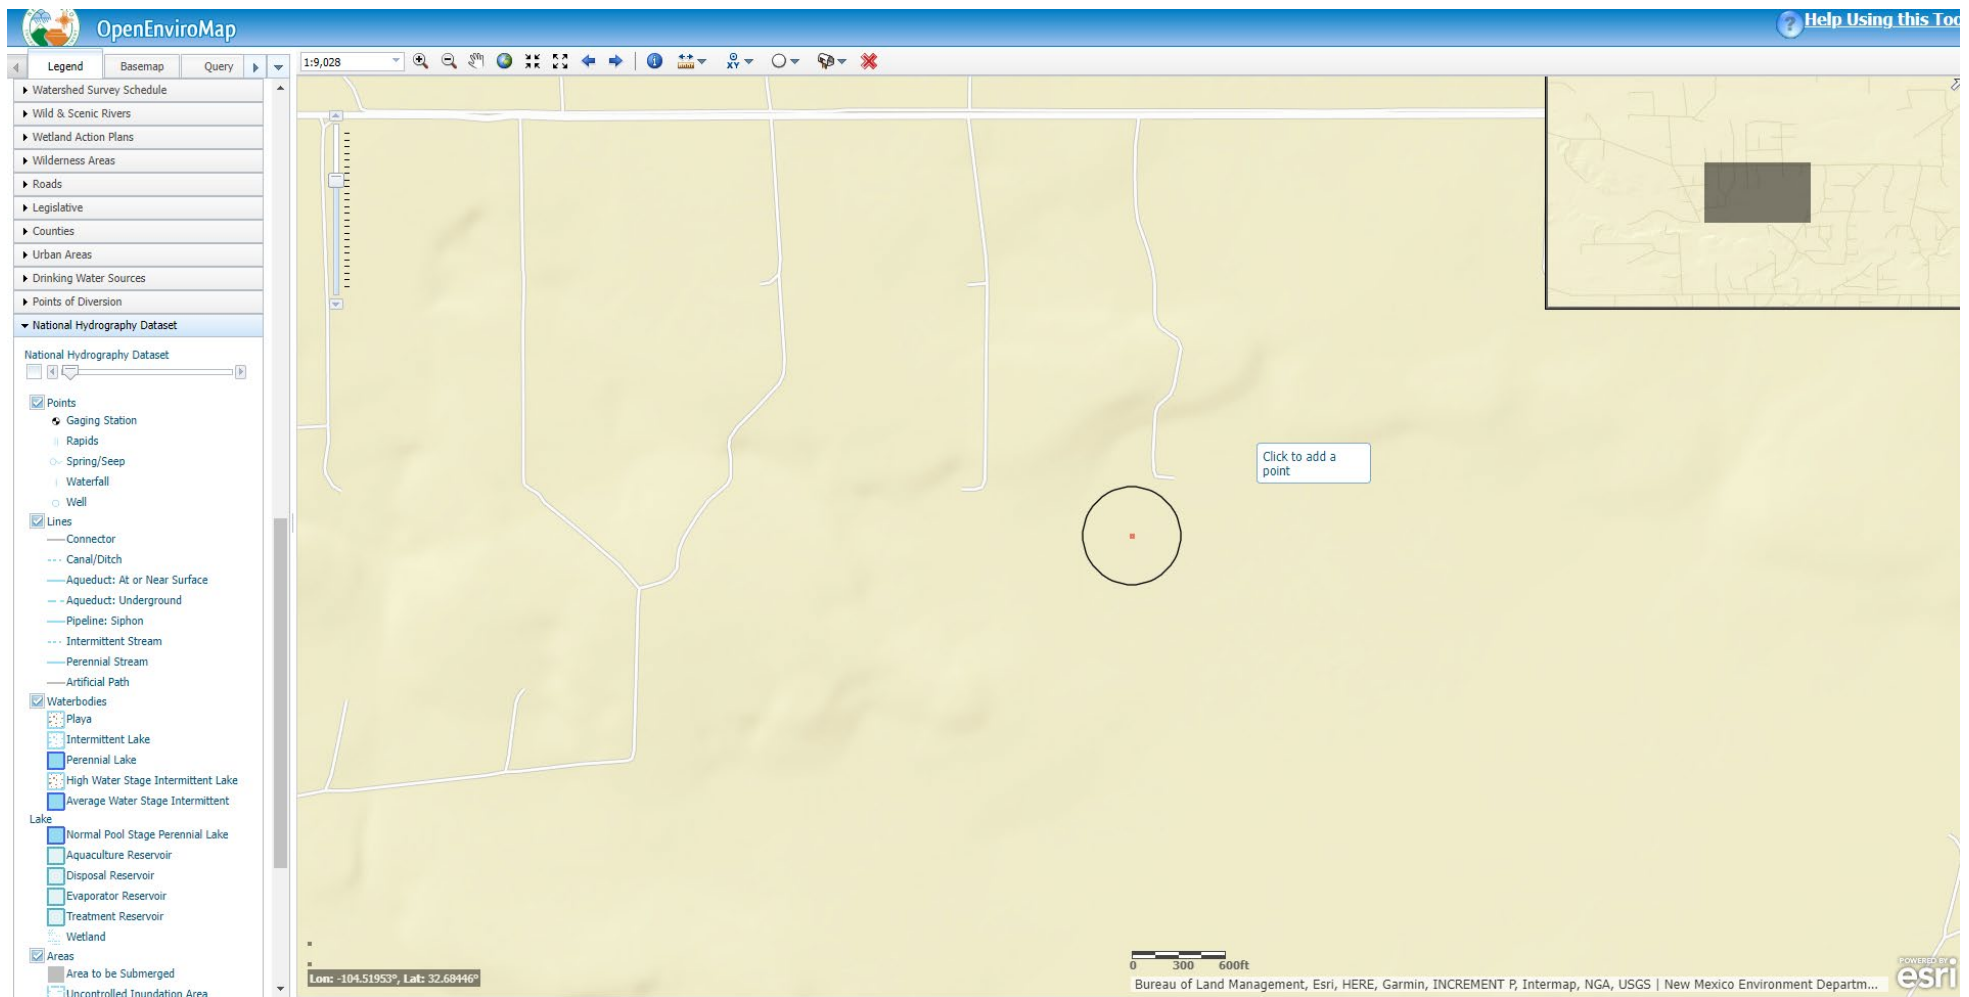 OpenEnviroMap
Help Using this Too
Legend
Basemap
Query
1:9,028
XY
Watershed Survey Schedule
Wild & Scenic Rivers
Wetland Action Plans
Wilderness Areas
Roads
Legislative
Counties
Urban Areas
Drinking Water Sources
Points of Diversion
National Hydrography Dataset
National Hydrography Dataset
Points
Gaging Station
Rapids
Spring/Seep
Waterfall
Well
Lines
Connector
Canal/Ditch
Aqueduct: At or Near Surface
Aqueduct: Underground
Pipeline: Siphon
Intermittent Stream
Perennial Stream
Artificial Path
Waterbodies
Playa
Intermittent Lake
Perennial Lake
High Water Stage Intermittent Lake
Average Water Stage Intermittent
Lake
Normal Pool Stage Perennial Lake
Aquaculture Reservoir
Disposal Reservoir
Evaporator Reservoir
Treatment Reservoir
Wetland
Areas
Area to be Submerged
Uncontrolled Inundation Area
Click to add a
point
Lon: -104.51953°, Lat: 32.68446°
0 300 600ft
Bureau of Land Management, Esri, HERE, Garmin, INCREMENT P, Intermap, NGA, USGS | New Mexico Environment Departm...
POWERED BY
esri